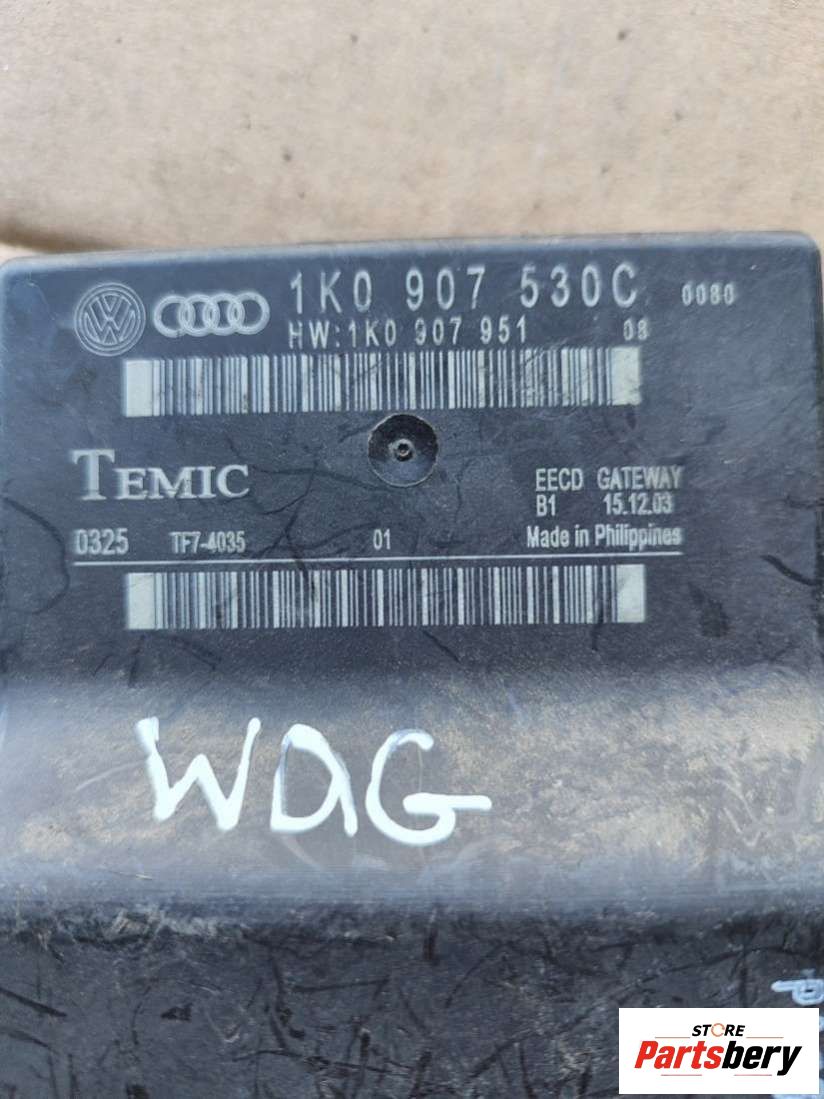 1K0 907 530C 0080
HW:1K0 907 951 08
TEMIC
EECD GATEWAY
B1 15.12.03
0325 TF7-4035 01 Made in Philippines
WDG
STORE
Partsbery